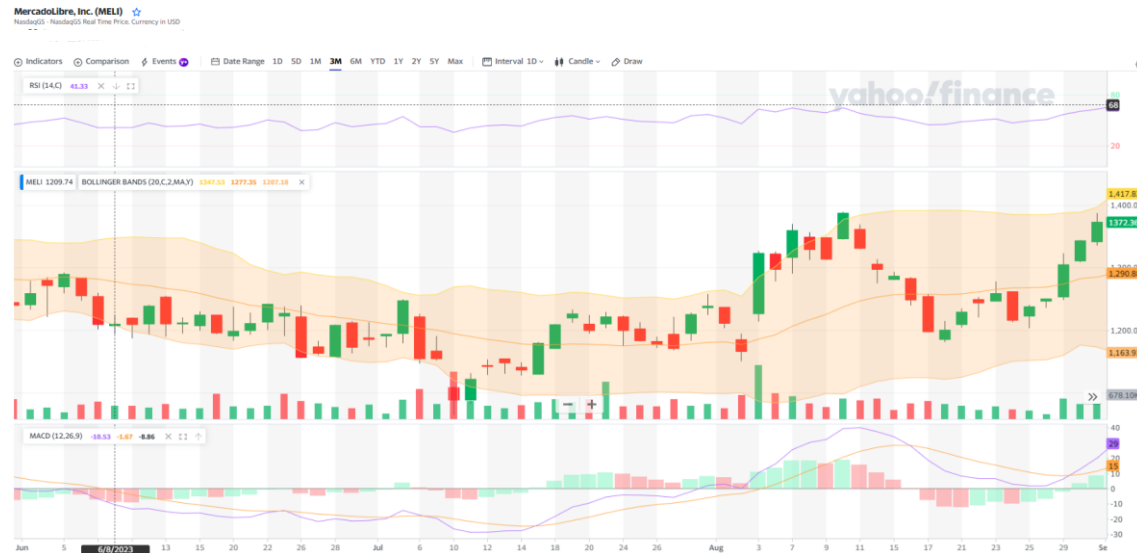 MercadoLibre, Inc. (MELI)
NasdaqGS - NasdaqGS Real Time Price. Currency in USD
Indicators Comparison Events Date Range 1D 5D 1M 3M 6M YTD 1Y 2Y 5Y Max Interval 1D Candle Draw
RSI (14,C) 41.33
yahoo!finance
80
68
20
MELI 1209.74 BOLLINGER BANDS (20,C,2,MA,Y) 1347.53 1277.35 1207.18
1,417.8
1,400.0
1372.36
1,300.0
1,290.8
1,200.0
1,163.9
678.10K
MACD (12,26,9) -10.53 -1.67 -8.86
40
29
20
15
10
0
-10
-20
-30
Jun 5 6/8/2023 13 15 20 22 26 28 Jul 6 10 12 14 18 20 24 26 Aug 3 7 9 11 15 17 21 23 25 29 Se